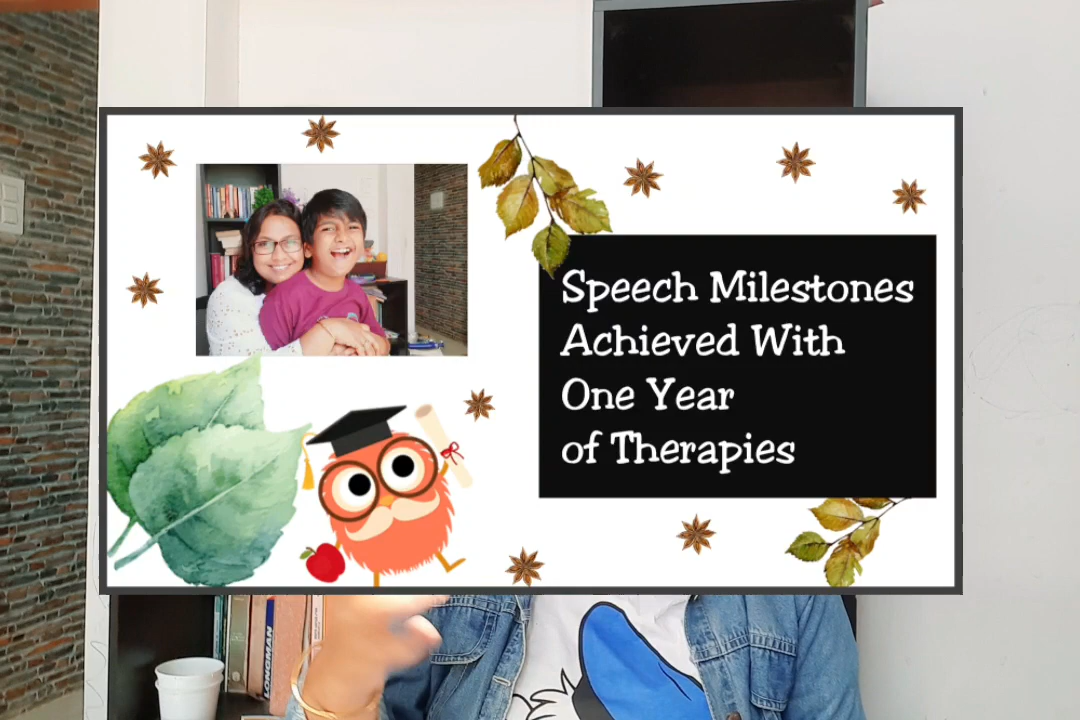 Speech Milestones
Achieved With
One Year
of Therapies
LONGMAN